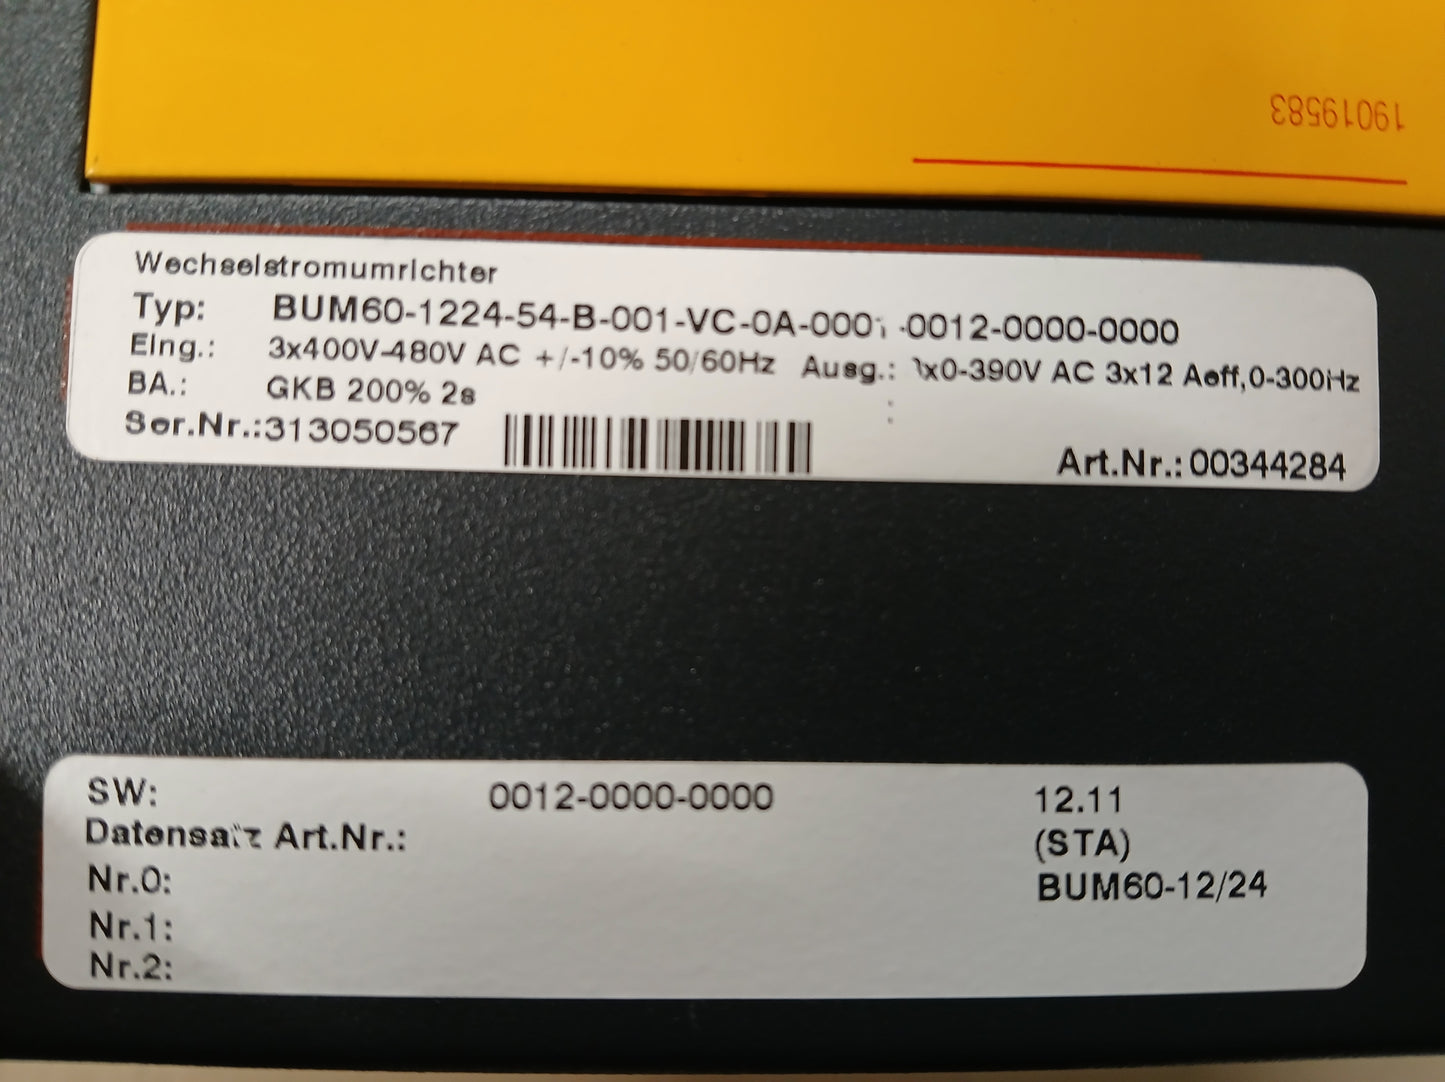 19019583
Wechselstromumrichter
Typ: BUM60-1224-54-B-001-VC-0A-000 -0012-0000-0000
Eing.: 3x400V-480V AC +/-10% 50/60Hz Ausg.: x0-390V AC 3x12 Aeff,0-300Hz
BA.: GKB 200% 2s :
Ser.Nr.:313050567
Art.Nr.:00344284
SW: 0012-0000-0000 12.11
Datensatz Art.Nr.: (STA)
Nr.0: BUM60-12/24
Nr.1:
Nr.2: